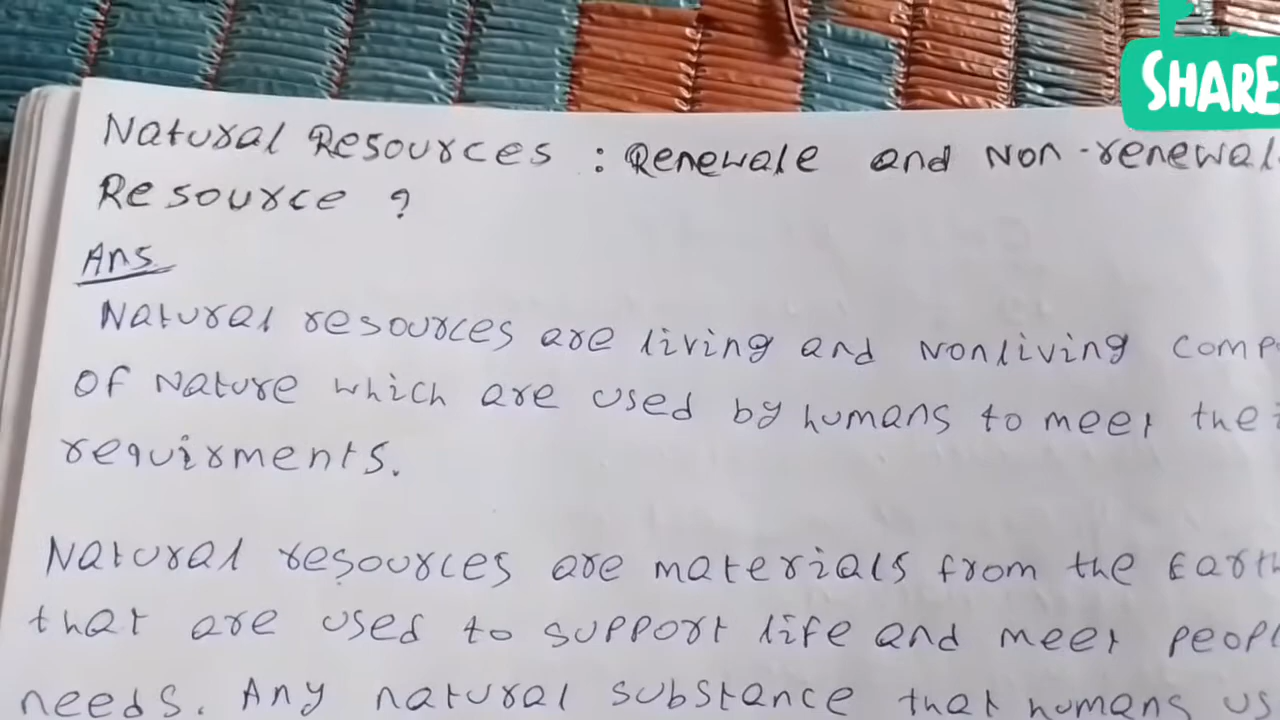 SHARE
Natural Resources : Renewale and Non-renewal
Resource ?
Ans
Natural resources are living and Nonliving comp
of Nature which are used by humans to meet the
requirments.
Natural resources are materials from the Earth
that are used to support life and meet peopl
needs. Any natural substance that humans us